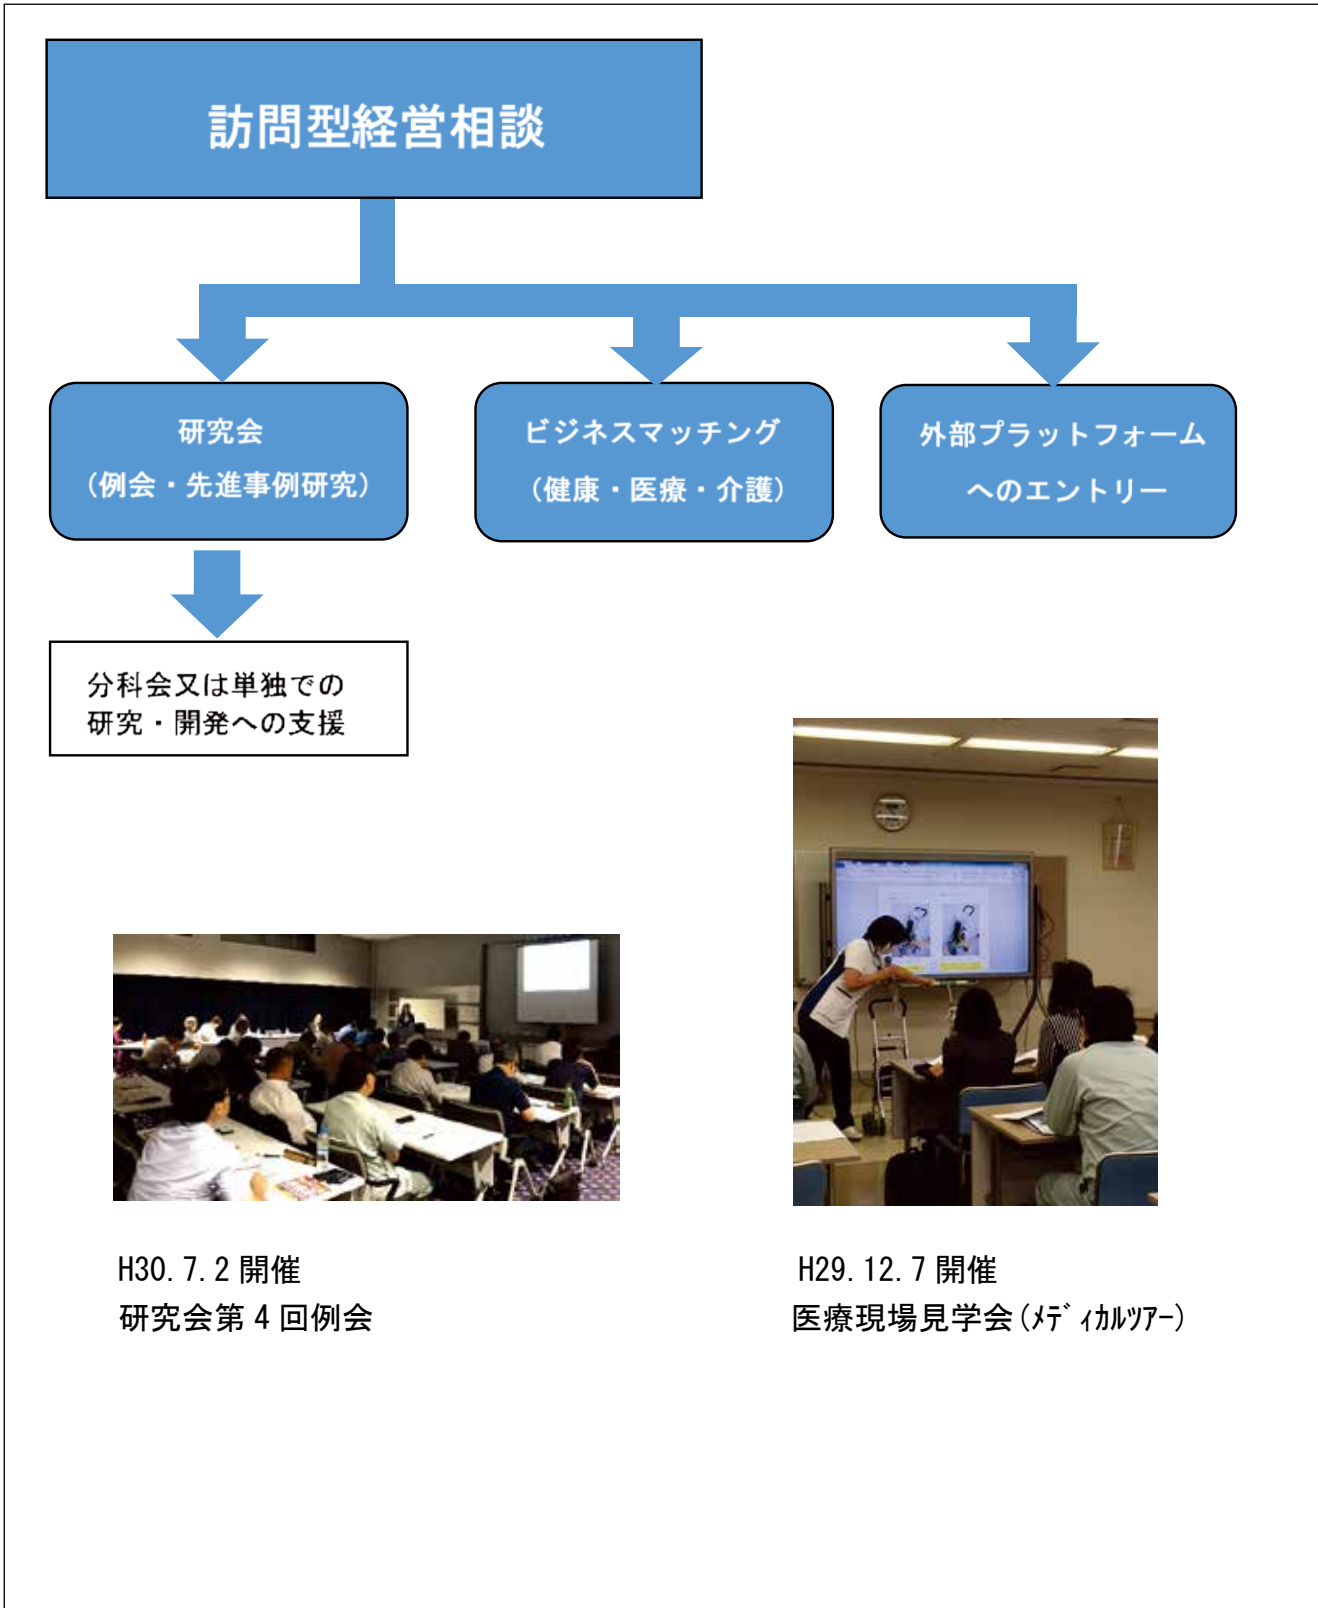 訪問型経営相談
研究会
（例会・先進事例研究）
ビジネスマッチング
（健康・医療・介護）
外部プラットフォーム
へのエントリー
分科会又は単独での
研究・開発への支援
H30.7.2 開催
研究会第 4 回例会
H29.12.7 開催
医療現場見学会(ﾒﾃﾞｨｶﾙﾂｱｰ)